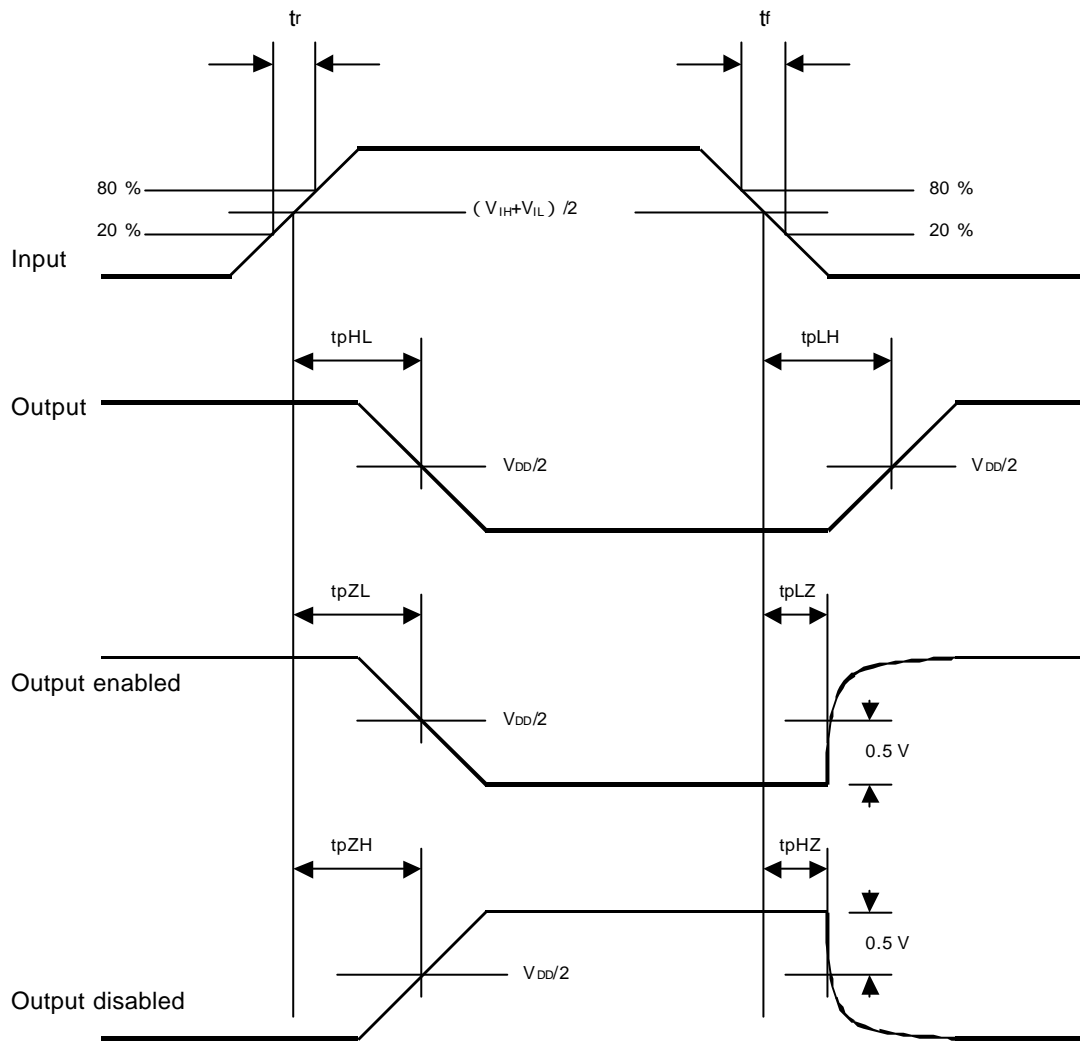 tr
tf
80 %
(VIH+VIL) /2
80 %
20 %
20 %
Input
tpHL
tpLH
Output
VDD/2
VDD/2
tpZL
tpLZ
Output enabled
VDD/2
0.5 V
tpZH
tpHZ
0.5 V
VDD/2
Output disabled